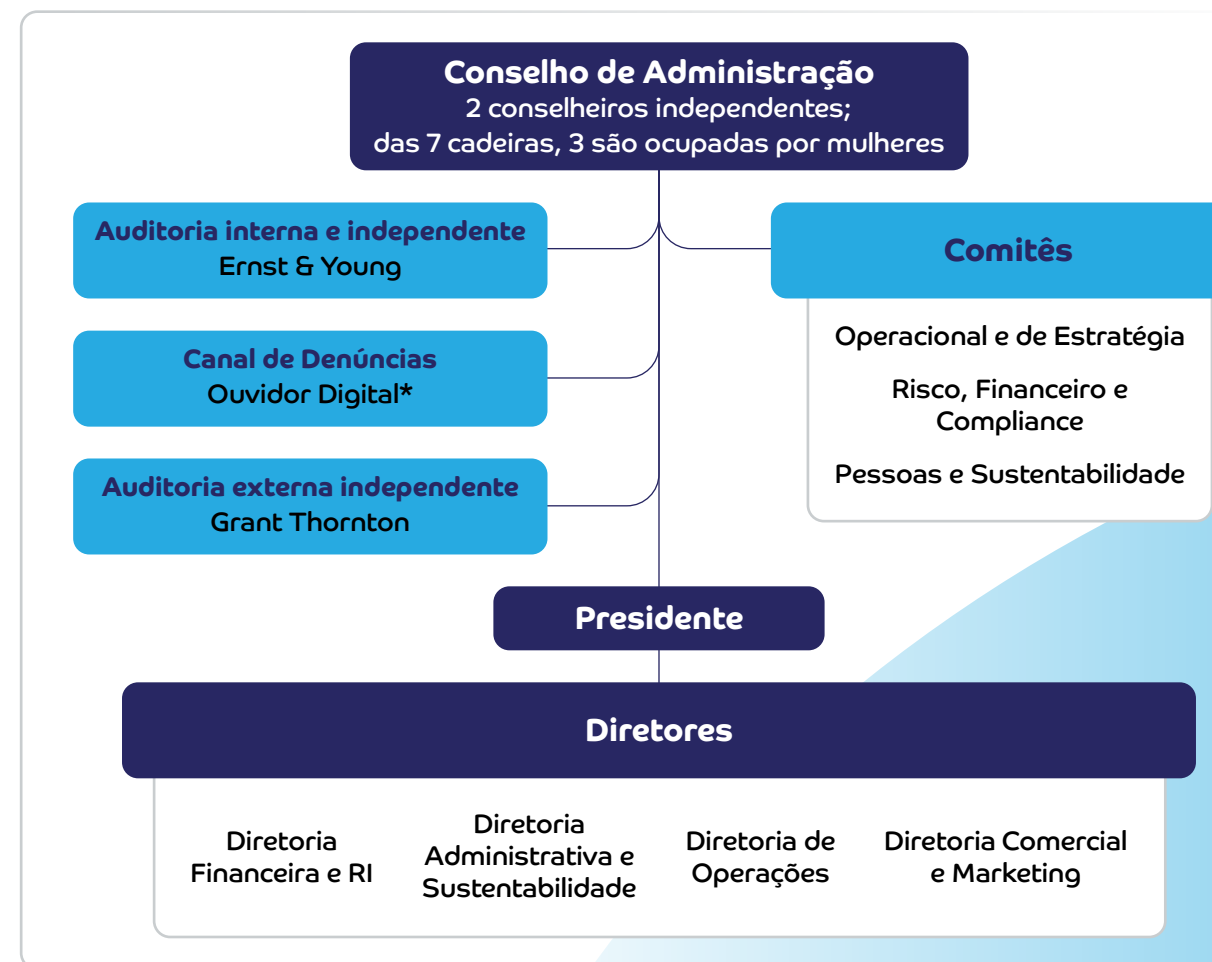 Conselho de Administração
2 conselheiros independentes;
das 7 cadeiras, 3 são ocupadas por mulheres
Auditoria interna e independente
Ernst & Young
Canal de Denúncias
Ouvidor Digital*
Auditoria externa independente
Grant Thornton
Comitês
Operacional e de Estratégia
Risco, Financeiro e
Compliance
Pessoas e Sustentabilidade
Presidente
Diretores
Diretoria
Financeira e RI
Diretoria
Administrativa e
Sustentabilidade
Diretoria de
Operações
Diretoria Comercial
e Marketing